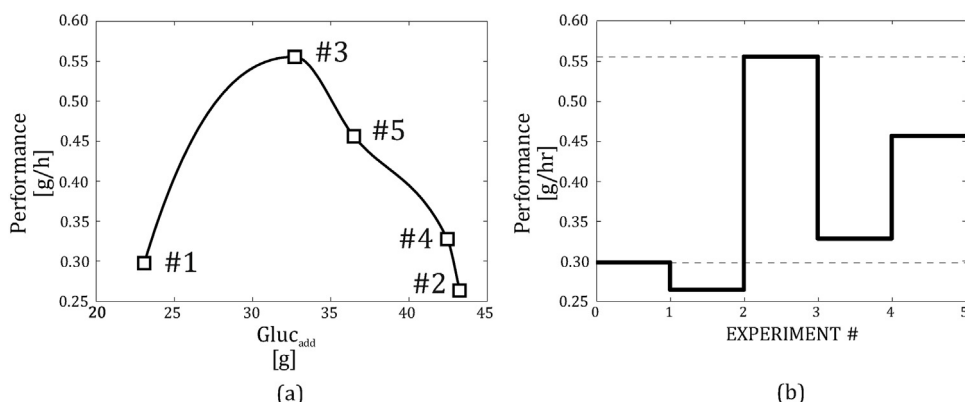 0.60
0.55
0.50
0.45
0.40
0.35
0.30
0.25
Performance
[g/h]
#3
#5
#4
#1
#2
20 25 30 35 40 45
Gluc_add
[g]
(a)
0.60
0.55
0.50
0.45
0.40
0.35
0.30
0.25
Performance
[g/hr]
0 1 2 3 4 5
EXPERIMENT #
(b)